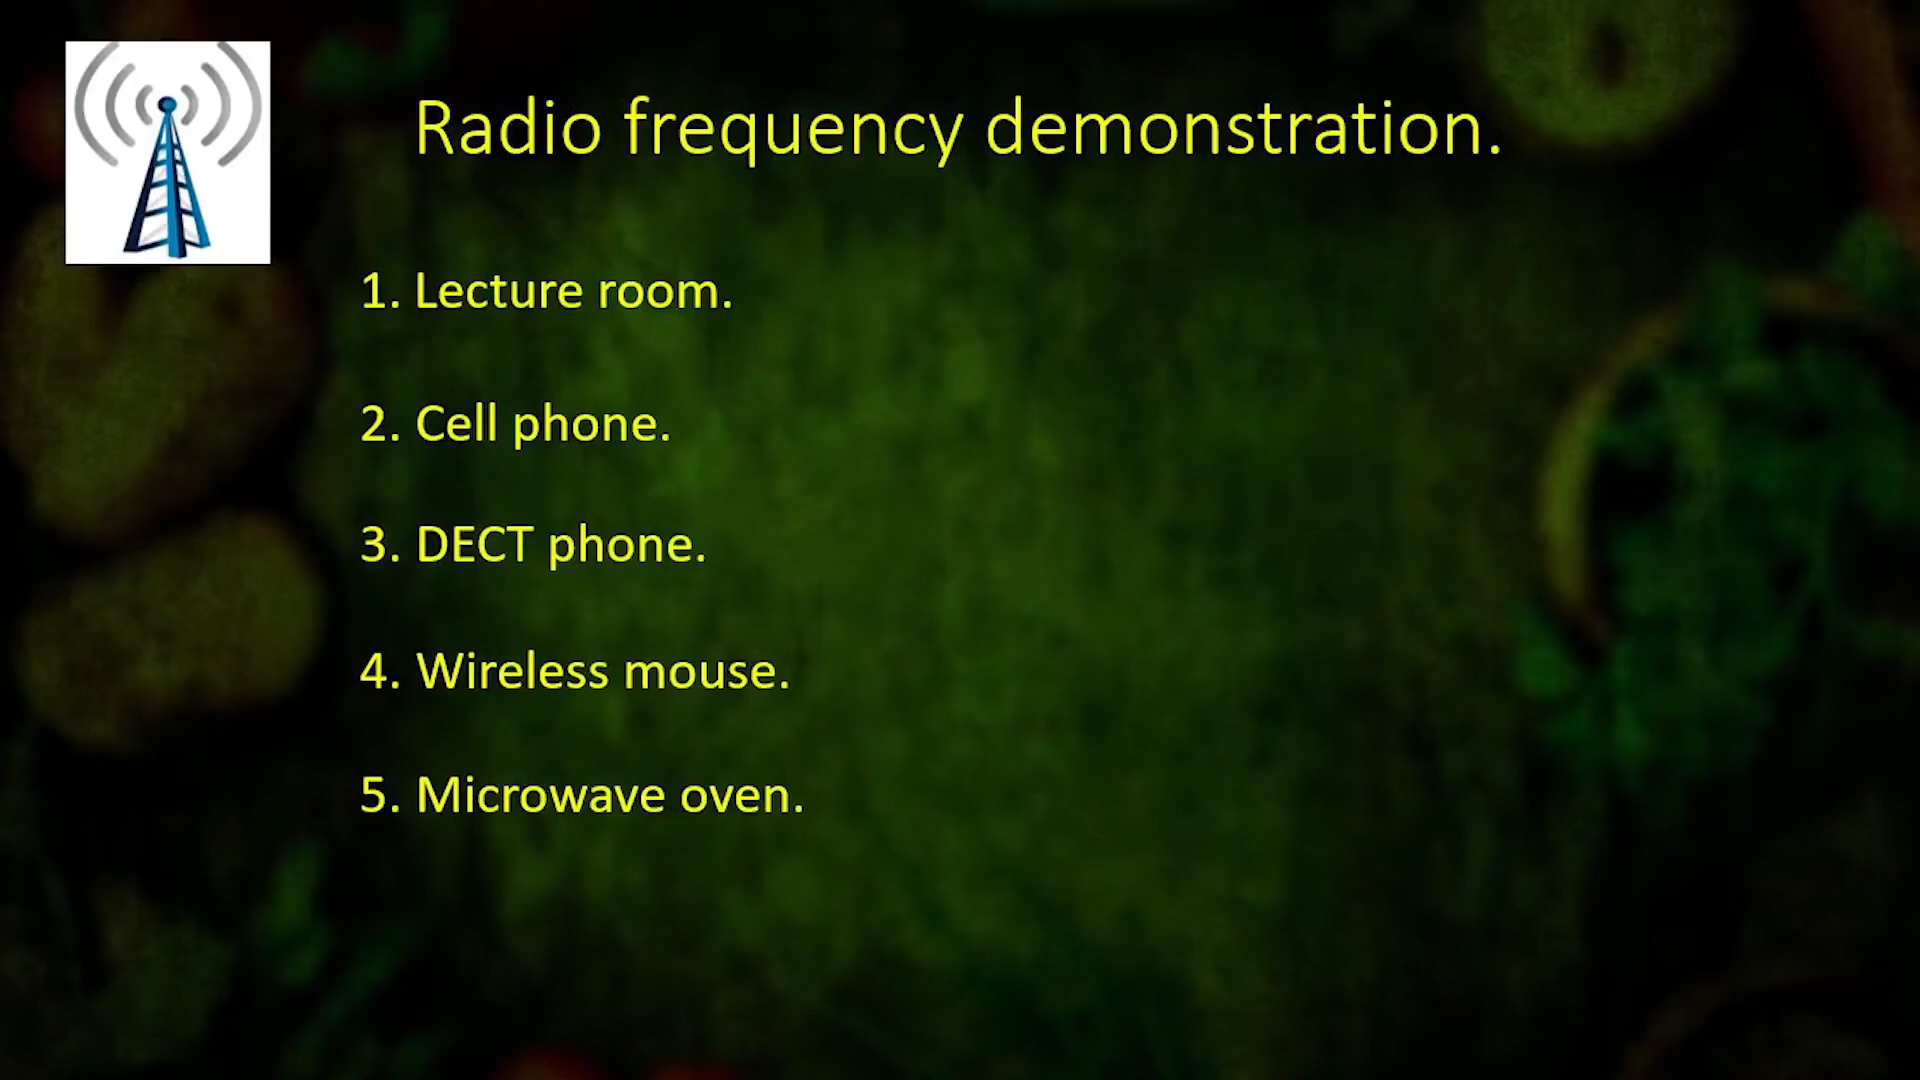 Radio frequency demonstration.
1. Lecture room.
2. Cell phone.
3. DECT phone.
4. Wireless mouse.
5. Microwave oven.